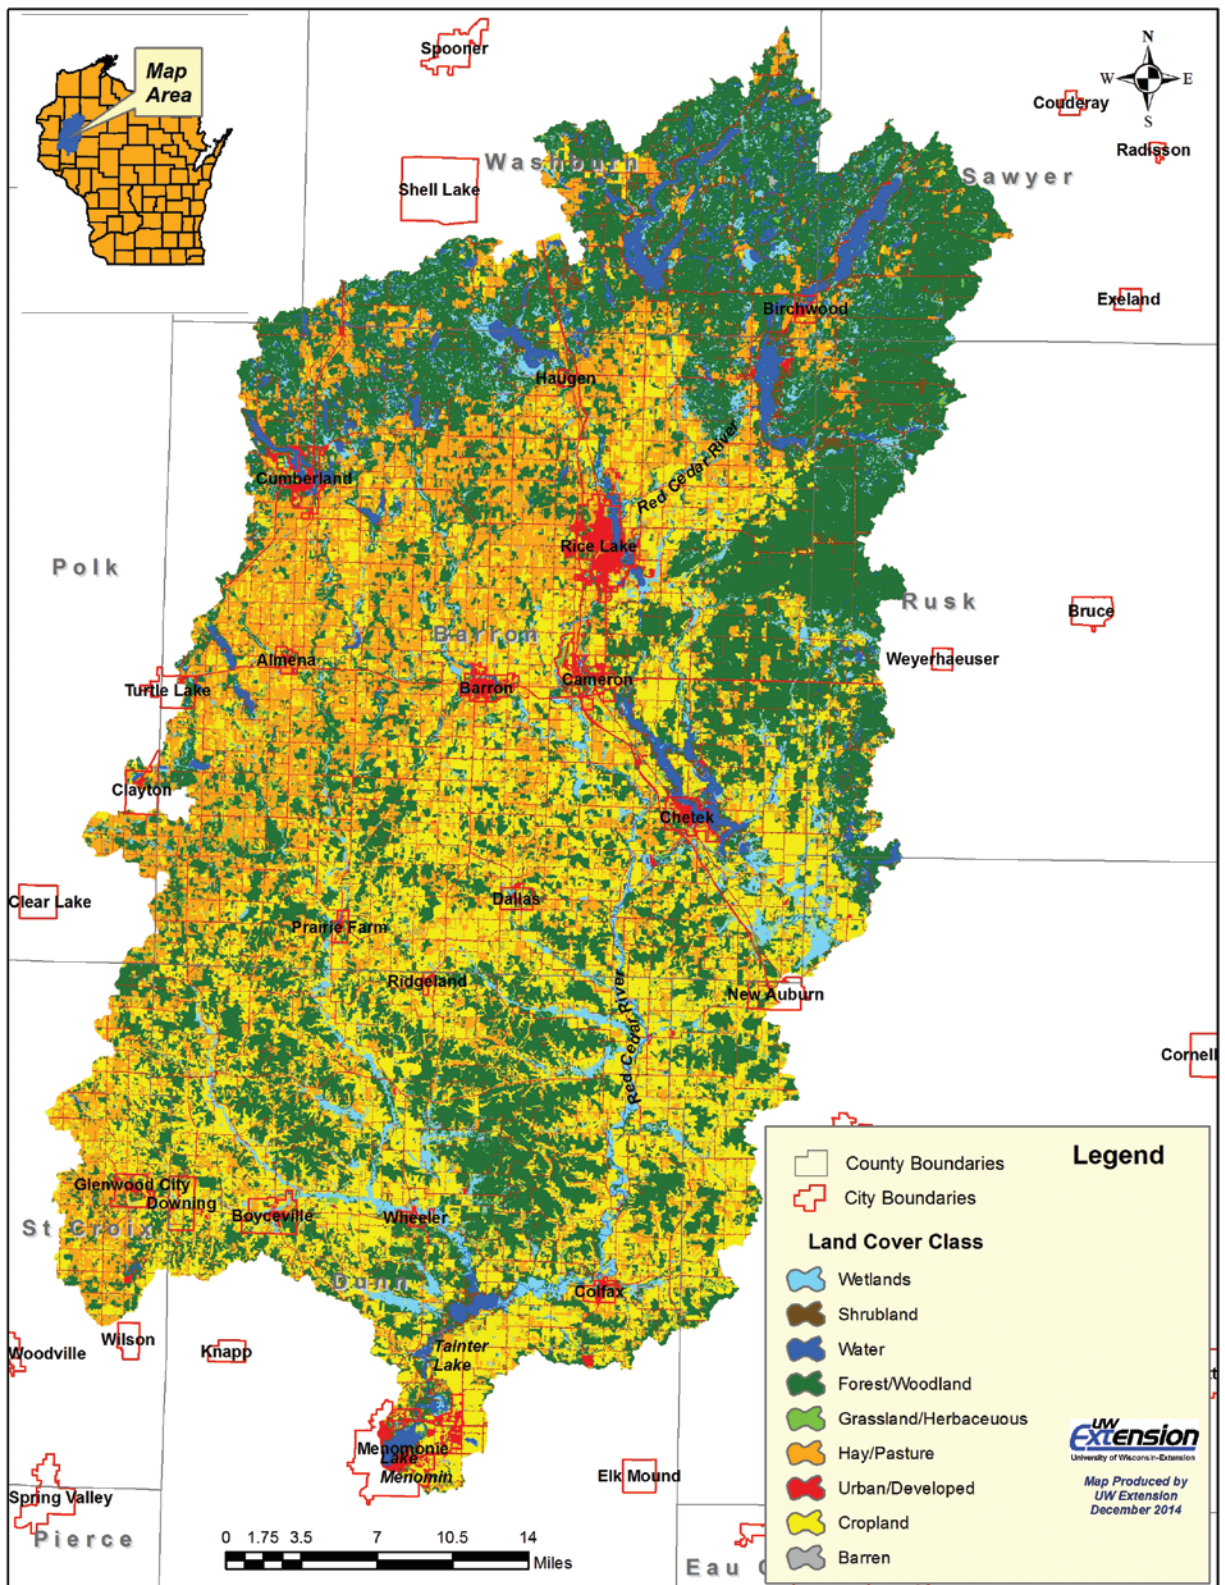 Spooner
Map
Area
N
W
E
S
Couderay
Radisson
Washburn
Sawyer
Shell Lake
Exeland
Birchwood
Haugen
Red Cedar River
Cumberland
Rice Lake
Polk
Rusk
Bruce
Barron
Weyerhaeuser
Almena
Turtle Lake
Barron
Cameron
Clayton
Chetek
Clear Lake
Dallas
Prairie Farm
Ridgeland
New Auburn
Red Cedar River
Cornell
Glenwood City
Downing
Boyceville
Wheeler
St Croix
Dunn
Colfax
Wilson
Woodville
Knapp
Tainter
Lake
Menomonie
Lake
Menomin
Elk Mound
Spring Valley
Pierce
Eau C
0 1.75 3.5 7 10.5 14
Miles
Legend
County Boundaries
City Boundaries
Land Cover Class
Wetlands
Shrubland
Water
Forest/Woodland
Grassland/Herbaceuous
Hay/Pasture
Urban/Developed
Cropland
Barren
UW
Extension
University of Wisconsin-Extension
Map Produced by
UW Extension
December 2014